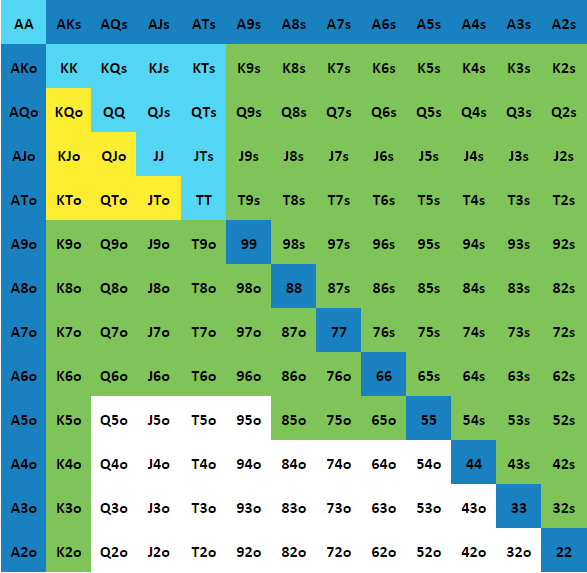 AA AKs AQs AJs ATs A9s A8s A7s A6s A5s A4s A3s A2s
AKo KK KQs KJs KTs K9s K8s K7s K6s K5s K4s K3s K2s
AQo KQo QQ QJs QTs Q9s Q8s Q7s Q6s Q5s Q4s Q3s Q2s
AJo KJo QJo JJ JTs J9s J8s J7s J6s J5s J4s J3s J2s
ATo KTo QTo JTo TT T9s T8s T7s T6s T5s T4s T3s T2s
A9o K9o Q9o J9o T9o 99 98s 97s 96s 95s 94s 93s 92s
A8o K8o Q8o J8o T8o 98o 88 87s 86s 85s 84s 83s 82s
A7o K7o Q7o J7o T7o 97o 87o 77 76s 75s 74s 73s 72s
A6o K6o Q6o J6o T6o 96o 86o 76o 66 65s 64s 63s 62s
A5o K5o Q5o J5o T5o 95o 85o 75o 65o 55 54s 53s 52s
A4o K4o Q4o J4o T4o 94o 84o 74o 64o 54o 44 43s 42s
A3o K3o Q3o J3o T3o 93o 83o 73o 63o 53o 43o 33 32s
A2o K2o Q2o J2o T2o 92o 82o 72o 62o 52o 42o 32o 22